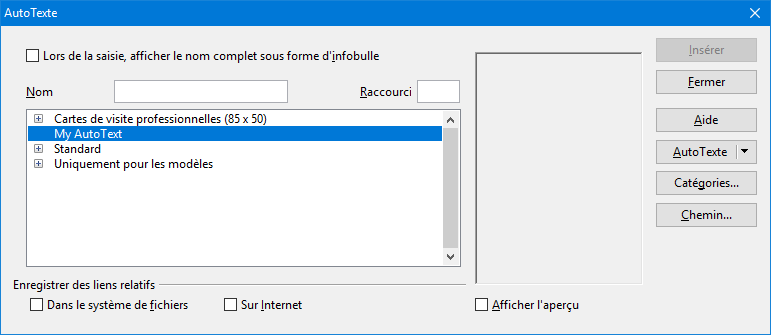 AutoTexte
Lors de la saisie, afficher le nom complet sous forme d'infobulle
Nom
Raccourci
Cartes de visite professionnelles (85 x 50)
My AutoText
Standard
Uniquement pour les modèles
Enregistrer des liens relatifs
Dans le système de fichiers
Sur Internet
Afficher l'aperçu
Insérer
Fermer
Aide
AutoTexte
Catégories...
Chemin...